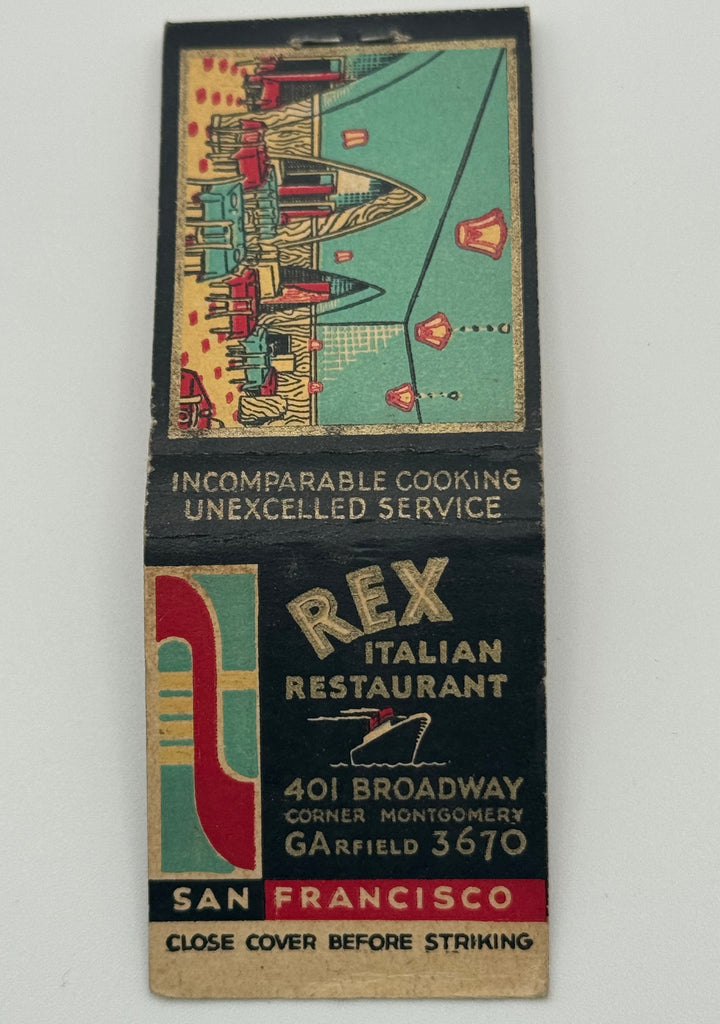 INCOMPARABLE COOKING
UNEXCELLED SERVICE
REX
ITALIAN
RESTAURANT
401 BROADWAY
CORNER MONTGOMERY
GARFIELD 3670
SAN FRANCISCO
CLOSE COVER BEFORE STRIKING